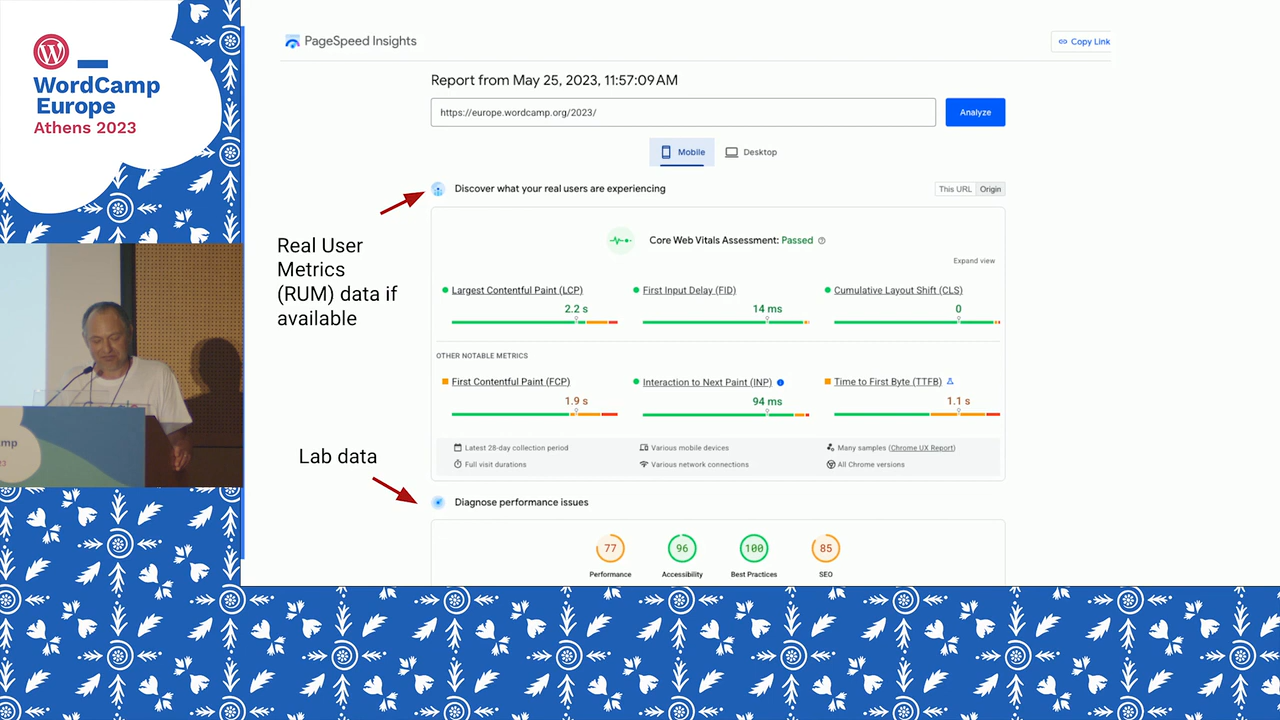 WordCamp
Europe
Athens 2023
PageSpeed Insights
Copy Link
Report from May 25, 2023, 11:57:09 AM
https://europe.wordcamp.org/2023/
Analyze
Mobile
Desktop
Discover what your real users are experiencing
This URL
Origin
Real User
Metrics
(RUM) data if
available
Core Web Vitals Assessment: Passed
Expand view
Largest Contentful Paint (LCP)
2.2 s
First Input Delay (FID)
14 ms
Cumulative Layout Shift (CLS)
0
OTHER NOTABLE METRICS
First Contentful Paint (FCP)
1.9 s
Interaction to Next Paint (INP)
94 ms
Time to First Byte (TTFB)
1.1 s
Latest 28-day collection period
Various mobile devices
Many samples (Chrome UX Report)
Full visit durations
Various network connections
All Chrome versions
Lab data
Diagnose performance issues
77
Performance
96
Accessibility
100
Best Practices
85
SEO